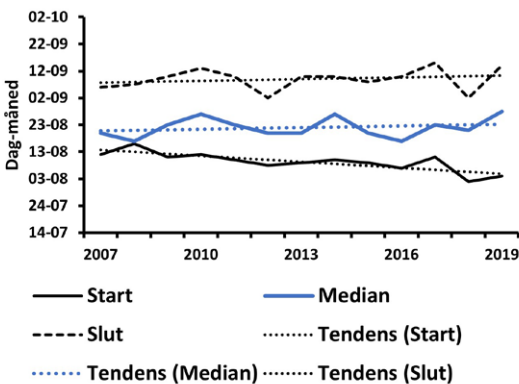 02-10
22-09
12-09
02-09
23-08
13-08
03-08
24-07
14-07
Dag-måned
2007 2010 2013 2016 2019
Start Median
Slut Tendens (Start)
Tendens (Median) Tendens (Slut)